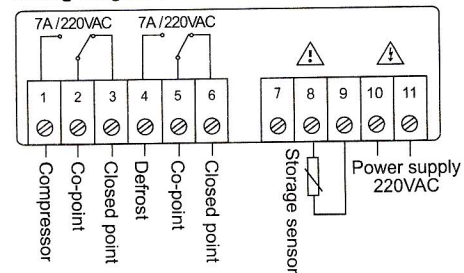 7A/220VAC 7A/220VAC
1 2 3 4 5 6 7 8 9 10 11
Compressor
Co-point
Closed point
Defrost
Co-point
Closed point
Storage sensor
Power supply
220VAC